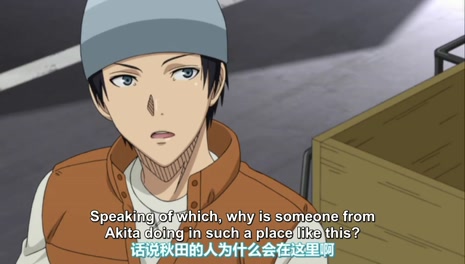 Speaking of which, why is someone from
Akita doing in such a place like this?
话说秋田的人为什么会在这里啊